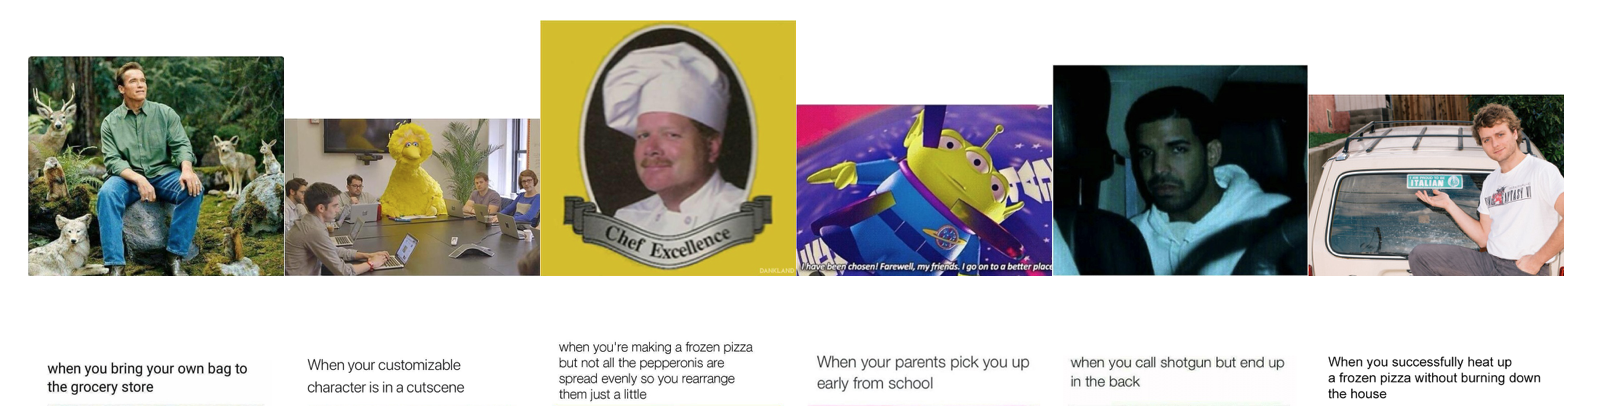 Chef Excellence
DANKLAND
I have been chosen! Farewell, my friends. I go on to a better place
ITALIAN
when you bring your own bag to
the grocery store
When your customizable
character is in a cutscene
when you're making a frozen pizza
but not all the pepperonis are
spread evenly so you rearrange
them just a little
When your parents pick you up
early from school
when you call shotgun but end up
in the back
When you successfully heat up
a frozen pizza without burning down
the house